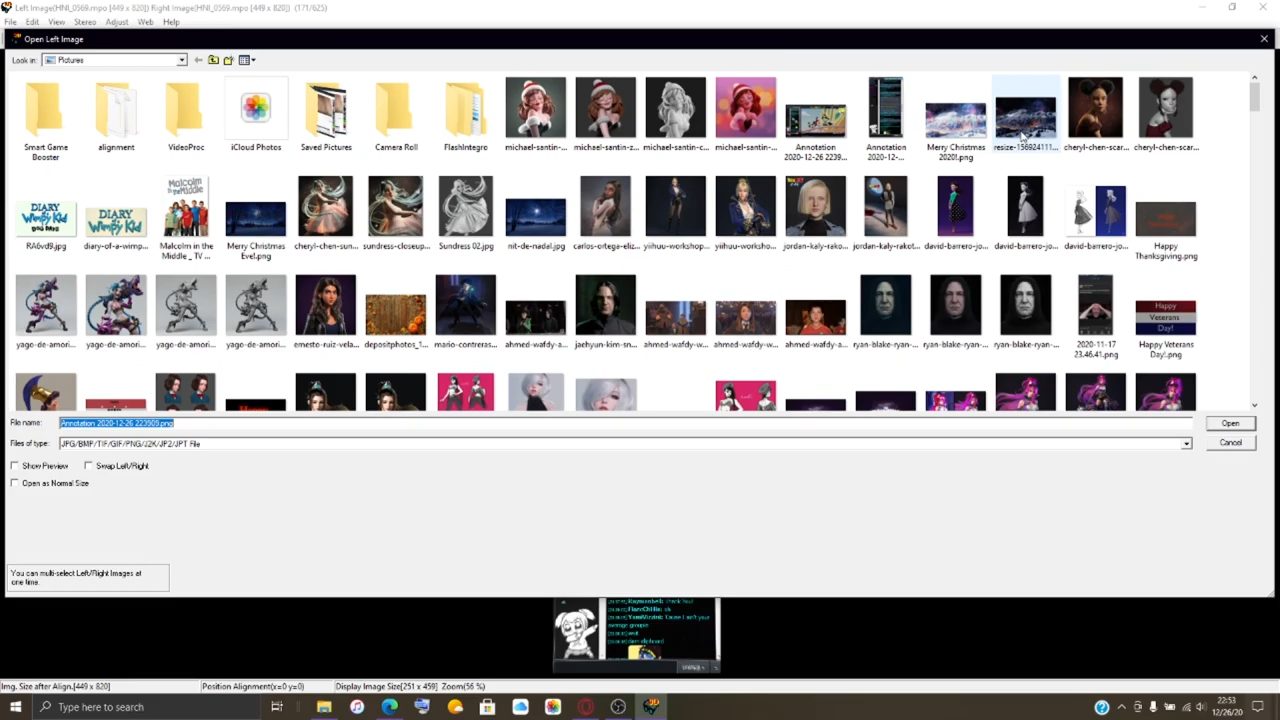 Left Image(HNI_0569.mpo [449 x 820]) Right Image(HNI_0569.mpo [449 x 820]) (171/625)
File Edit View Stereo Adjust Web Help
Open Left Image
Look in: Pictures
Smart Game Booster
alignment
VideoProc
iCloud Photos
Saved Pictures
Camera Roll
FlashIntegro
michael-santin-...
michael-santin-z...
michael-santin-c...
michael-santin-...
Annotation 2020-12-26 2239...
Annotation 2020-12-...
Merry Christmas 2020!.png
resize-156924111...
cheryl-chen-scar...
cheryl-chen-scar...
RA6vd9.jpg
diary-of-a-wimp...
Malcolm in the Middle _ TV ...
Merry Christmas Eve!.png
cheryl-chen-sun...
sundress-closeup...
Sundress 02.jpg
nit-de-nadal.jpg
carlos-ortega-eliz...
yiihuu-workshop...
yiihuu-worksho...
jordan-kaly-rakot...
jordan-kaly-rakot...
david-barrero-jo...
david-barrero-jo...
david-barrero-jo...
Happy Thanksgiving.png
yago-de-amori...
yago-de-amori...
yago-de-amori...
yago-de-amori...
ernesto-ruiz-vela...
depositphotos_1...
mario-contreras...
ahmed-wafdy-a...
jaehyun-kim-sn...
ahmed-wafdy-w...
ahmed-wafdy-w...
ahmed-wafdy-a...
ryan-blake-ryan-...
ryan-blake-ryan-...
ryan-blake-ryan-...
2020-11-17 23.46.41.png
Happy
Veterans
Day!
Happy Veterans Day!.png
File name: Annotation 2020-12-26 223909.png
Open
Files of type: JPG/BMP/TIF/GIF/PNG/J2K/JP2/JPT File
Cancel
Show Preview Swap Left/Right
Open as Normal Size
You can multi-select Left/Right Images at
one time.
Img. Size after Align.[449 x 820] Position Alignment(x=0 y=0) Display Image Size[251 x 459] Zoom(56 %)
Type here to search
22:53
12/26/20